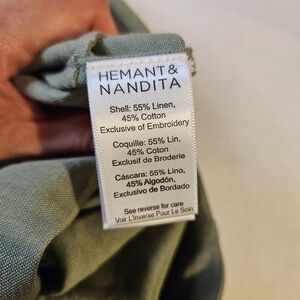 HEMANT &
NANDITA
Shell: 55% Linen,
45% Cotton
Exclusive of Embroidery
Coquille: 55% Lin,
45% Coton
Exclusif de Broderie
Cáscara: 55% Lino,
45% Algodón,
Exclusivo de Bordado
See reverse for care
Voir L'Inverse Pour Le Soin